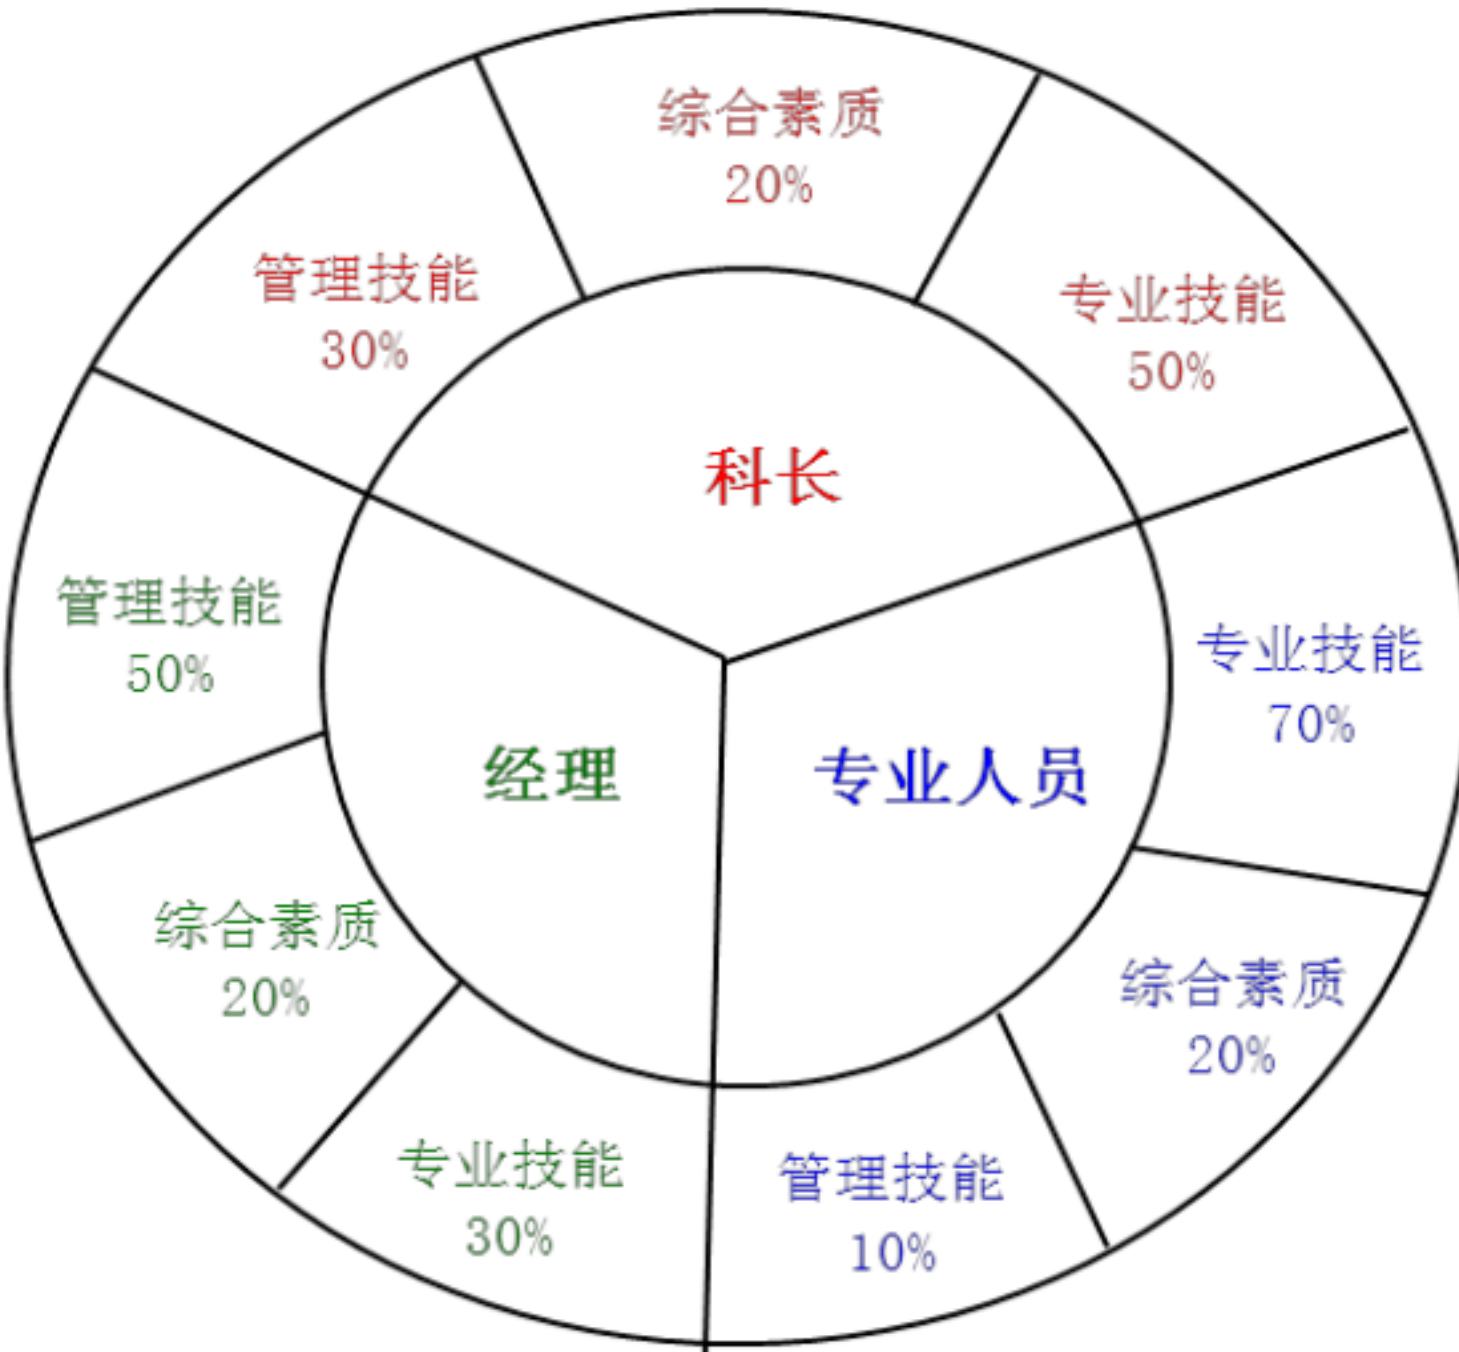 综合素质
20%
管理技能
30%
专业技能
50%
科长
管理技能
50%
专业技能
70%
经理
专业人员
综合素质
20%
综合素质
20%
专业技能
30%
管理技能
10%